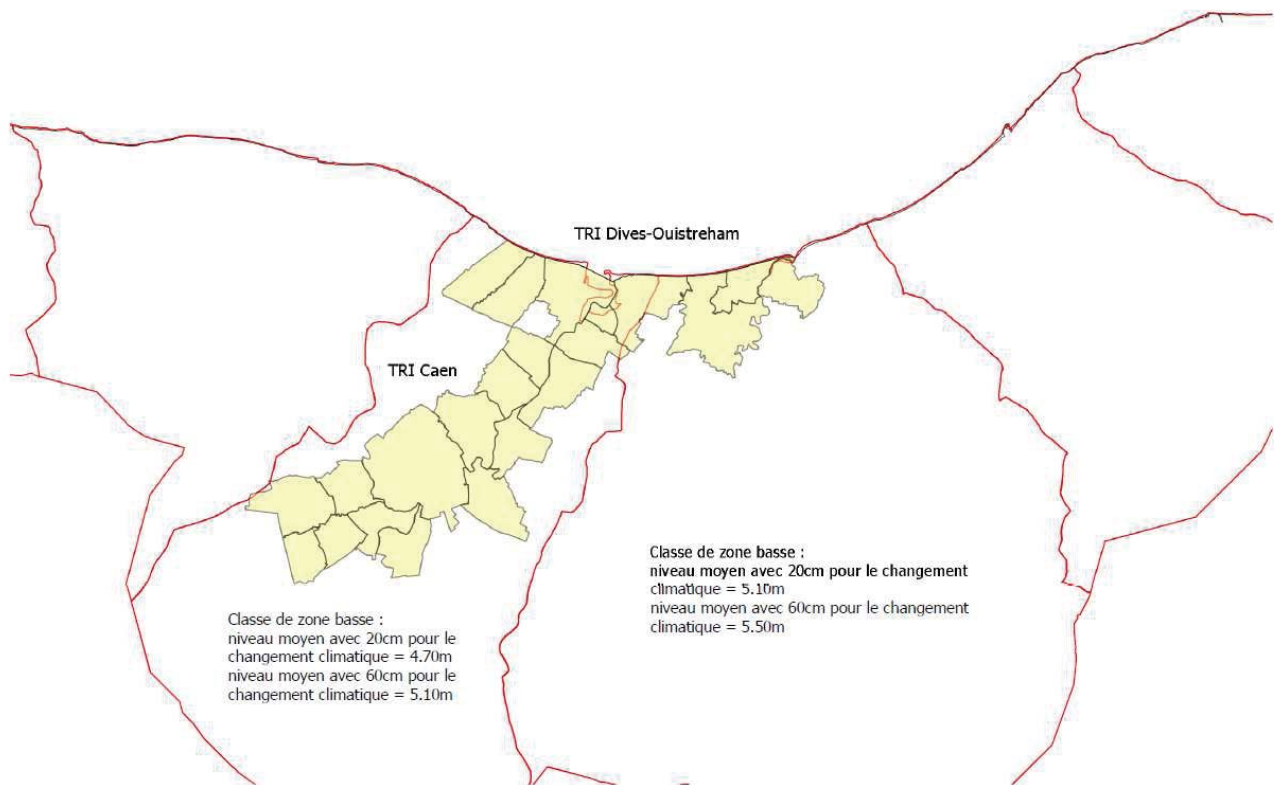 TRI Dives-Ouistreham
TRI Caen
Classe de zone basse :
niveau moyen avec 20cm pour le changement
climatique = 5.10m
niveau moyen avec 60cm pour le changement
climatique = 5.50m
Classe de zone basse :
niveau moyen avec 20cm pour le
changement climatique = 4.70m
niveau moyen avec 60cm pour le
changement climatique = 5.10m